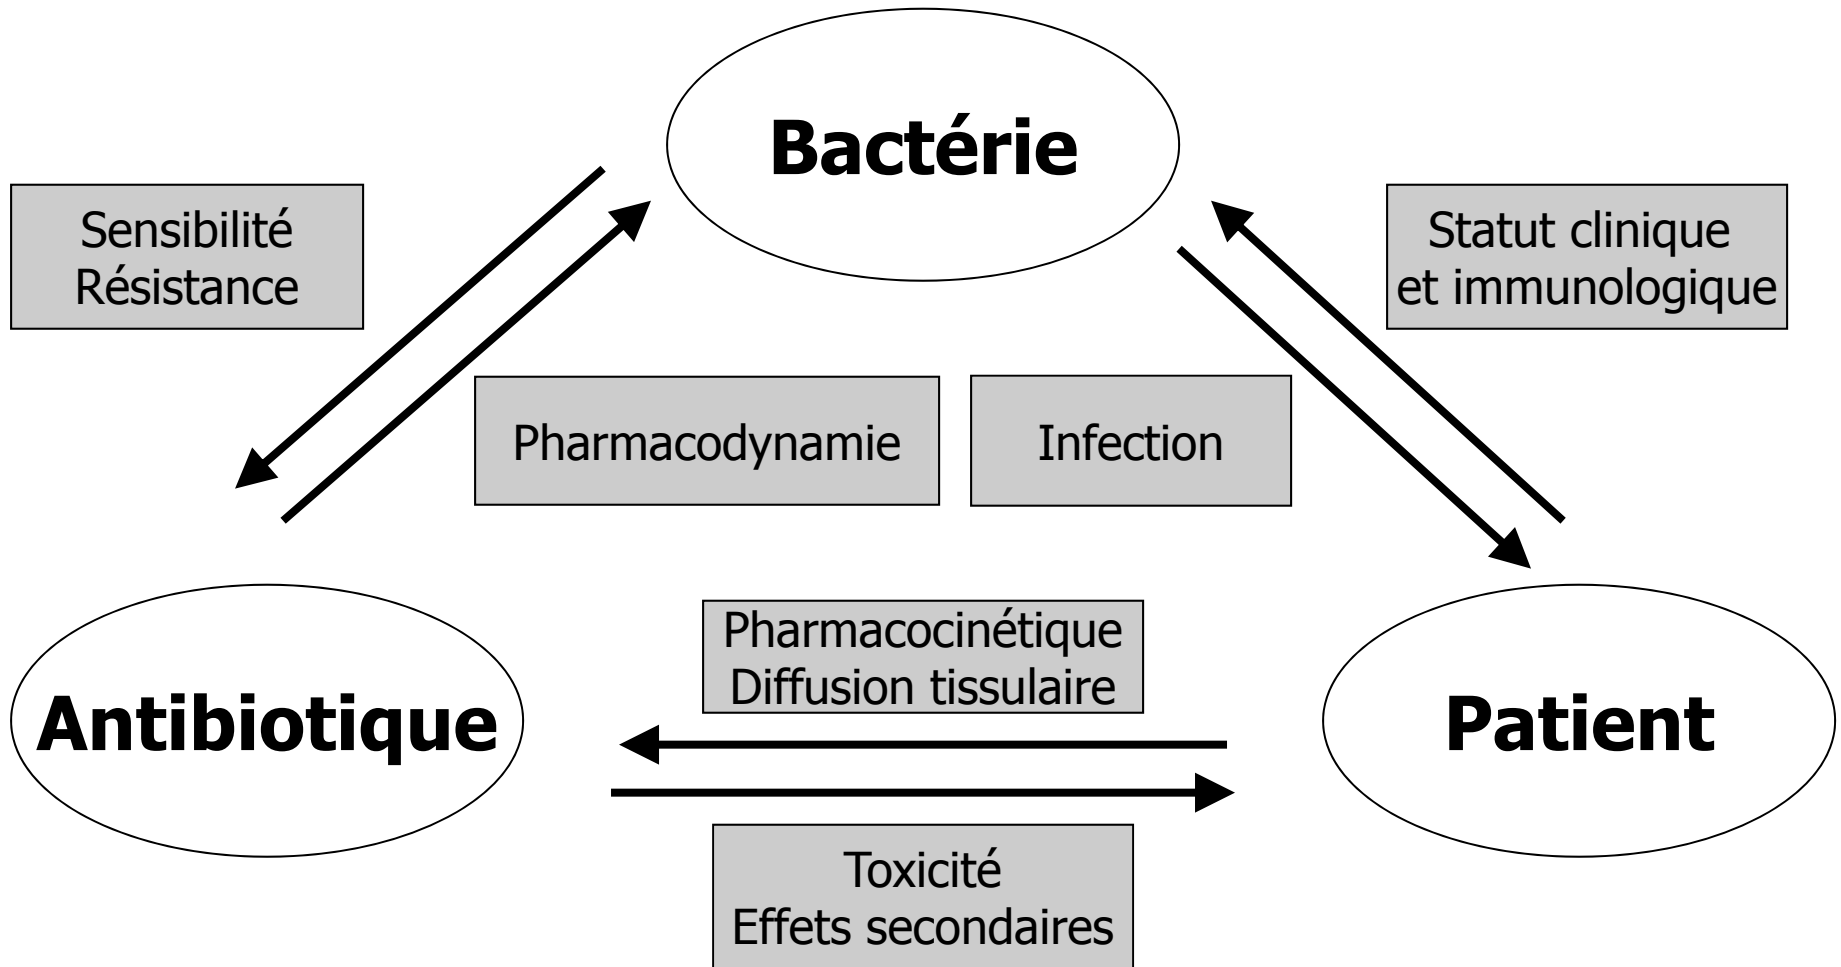 Bactérie
Sensibilité
Résistance
Statut clinique
et immunologique
Pharmacodynamie
Infection
Pharmacocinétique
Diffusion tissulaire
Antibiotique
Patient
Toxicité
Effets secondaires